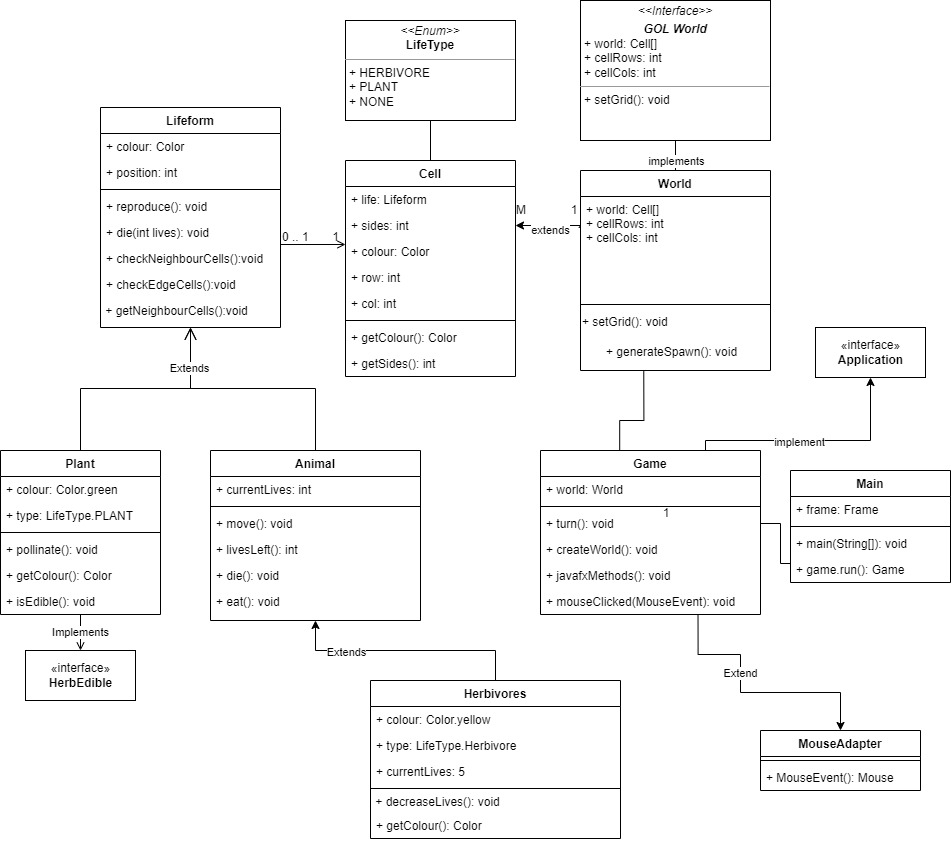 <<Enum>>
LifeType
+ HERBIVORE
+ PLANT
+ NONE
<<Interface>>
GOL World
+ world: Cell[]
+ cellRows: int
+ cellCols: int
+ setGrid(): void
implements
Lifeform
+ colour: Color
+ position: int
+ reproduce(): void
+ die(int lives): void
+ checkNeighbourCells():void
+ checkEdgeCells():void
+ getNeighbourCells():void
0 .. 1
1
Cell
+ life: Lifeform
+ sides: int
+ colour: Color
+ row: int
+ col: int
+ getColour(): Color
+ getSides(): int
M
1
extends
World
+ world: Cell[]
+ cellRows: int
+ cellCols: int
+ setGrid(): void
+ generateSpawn(): void
«interface»
Application
Extends
implement
Plant
+ colour: Color.green
+ type: LifeType.PLANT
+ pollinate(): void
+ getColour(): Color
+ isEdible(): void
Implements
«interface»
HerbEdible
Animal
+ currentLives: int
+ move(): void
+ livesLeft(): int
+ die(): void
+ eat(): void
Extends
Game
+ world: World
1
+ turn(): void
+ createWorld(): void
+ javafxMethods(): void
+ mouseClicked(MouseEvent): void
Main
+ frame: Frame
+ main(String[]): void
+ game.run(): Game
Extend
Herbivores
+ colour: Color.yellow
+ type: LifeType.Herbivore
+ currentLives: 5
+ decreaseLives(): void
+ getColour(): Color
MouseAdapter
+ MouseEvent(): Mouse